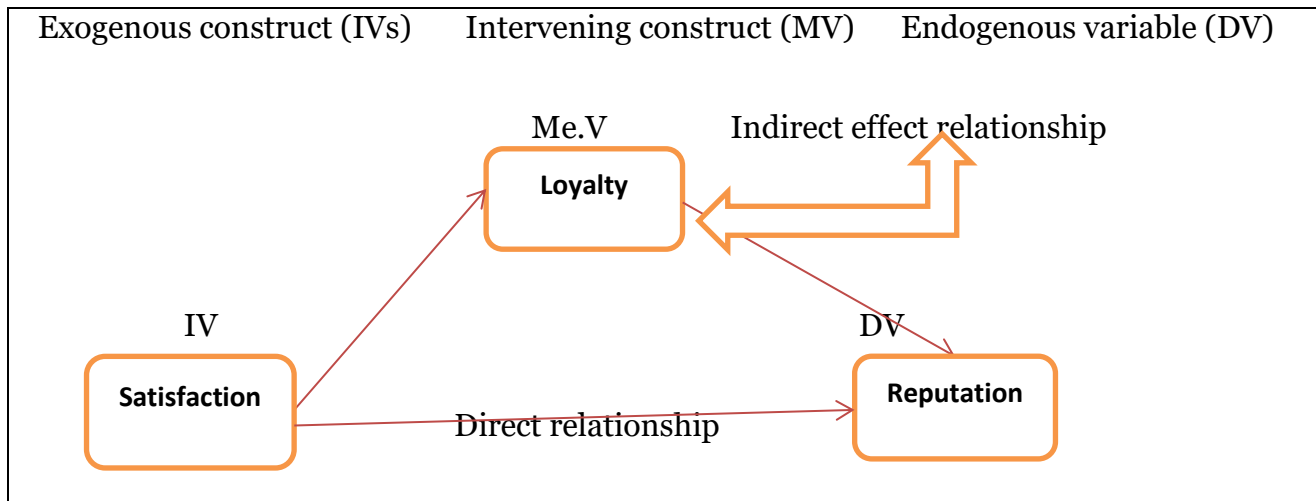 Exogenous construct (IVs) Intervening construct (MV) Endogenous variable (DV)
Me.V Indirect effect relationship
Loyalty
IV DV
Satisfaction Reputation
Direct relationship